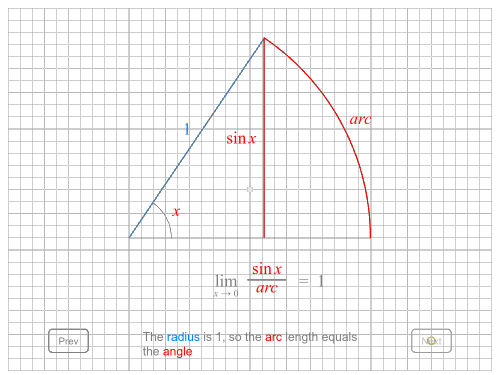 1
sin x
arc
x
lim x → 0 sin x / arc = 1
Prev
The radius is 1, so the arc length equals
the angle
Next